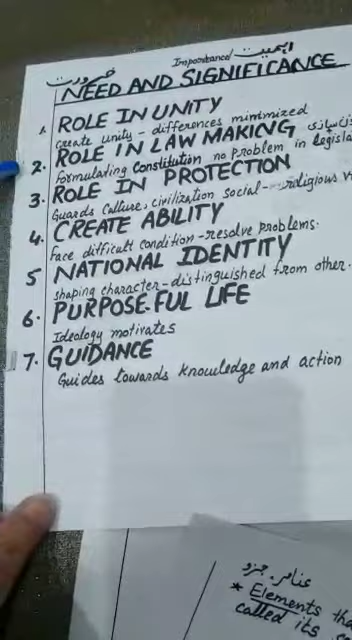 ضرورت Importance اہمیت
NEED AND SIGNIFICANCE
1. ROLE IN UNITY
create unity - differences minimized
2. ROLE IN LAW MAKING قانون سازی
Formulating Constitution no problem in legisla
3. ROLE IN PROTECTION
Guards culture, civilization social - religious v
4. CREATE ABILITY
Face difficult condition - resolve problems.
5 NATIONAL IDENTITY
shaping character - distinguished from other.
6. PURPOSE FUL LIFE
Ideology motivates
7. GUIDANCE
Guides towards knowledge and action
عناصر . جزو
* Elements tha
called its